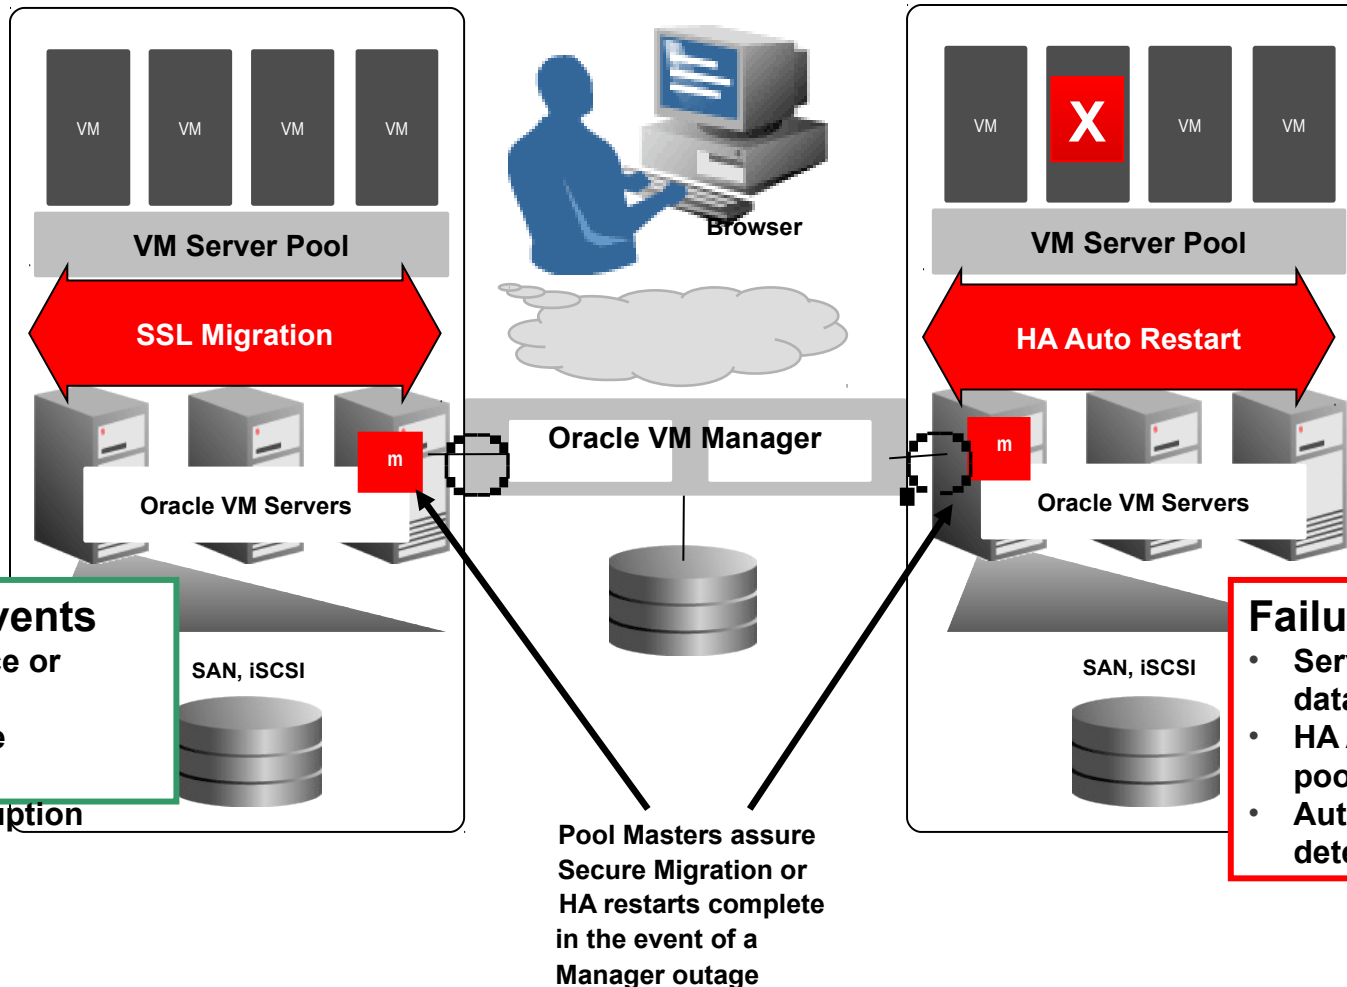 VM VM VM VM
VM Server Pool
SSL Migration
m
Oracle VM Servers
SAN, iSCSI
Browser
Oracle VM Manager
VM X VM VM
VM Server Pool
HA Auto Restart
m
Oracle VM Servers
SAN, iSCSI
or
Pool Masters assure
Secure Migration or
HA restarts complete
in the event of a
Manager outage
HA